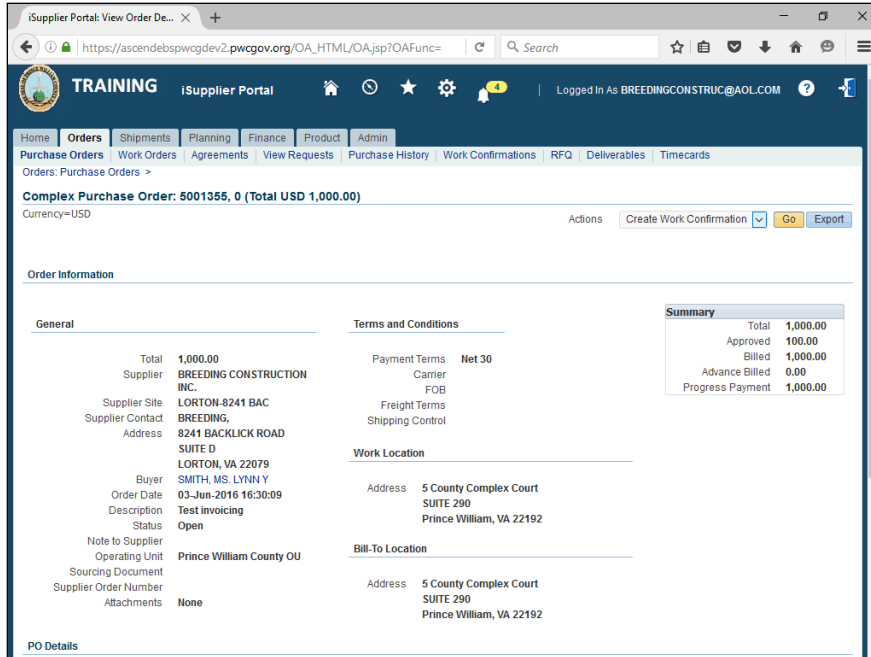 iSupplier Portal: View Order De...
https://ascendebspwcgdev2.pwcgov.org/OA_HTML/OA.jsp?OAFunc=
Search
TRAINING iSupplier Portal 4 Logged In As BREEDINGCONSTRUC@AOL.COM ?
Home Orders Shipments Planning Finance Product Admin
Purchase Orders Work Orders Agreements View Requests Purchase History Work Confirmations RFQ Deliverables Timecards
Orders: Purchase Orders >
Complex Purchase Order: 5001355, 0 (Total USD 1,000.00)
Currency=USD
Actions Create Work Confirmation Go Export
Order Information
General
Total 1,000.00
Supplier BREEDING CONSTRUCTION
INC.
Supplier Site LORTON-8241 BAC
Supplier Contact BREEDING,
Address 8241 BACKLICK ROAD
SUITE D
LORTON, VA 22079
Buyer SMITH, MS. LYNN Y
Order Date 03-Jun-2016 16:30:09
Description Test invoicing
Status Open
Note to Supplier
Operating Unit Prince William County OU
Sourcing Document
Supplier Order Number
Attachments None
Terms and Conditions
Payment Terms Net 30
Carrier
FOB
Freight Terms
Shipping Control
Work Location
Address 5 County Complex Court
SUITE 290
Prince William, VA 22192
Bill-To Location
Address 5 County Complex Court
SUITE 290
Prince William, VA 22192
Summary
Total 1,000.00
Approved 100.00
Billed 1,000.00
Advance Billed 0.00
Progress Payment 1,000.00
PO Details